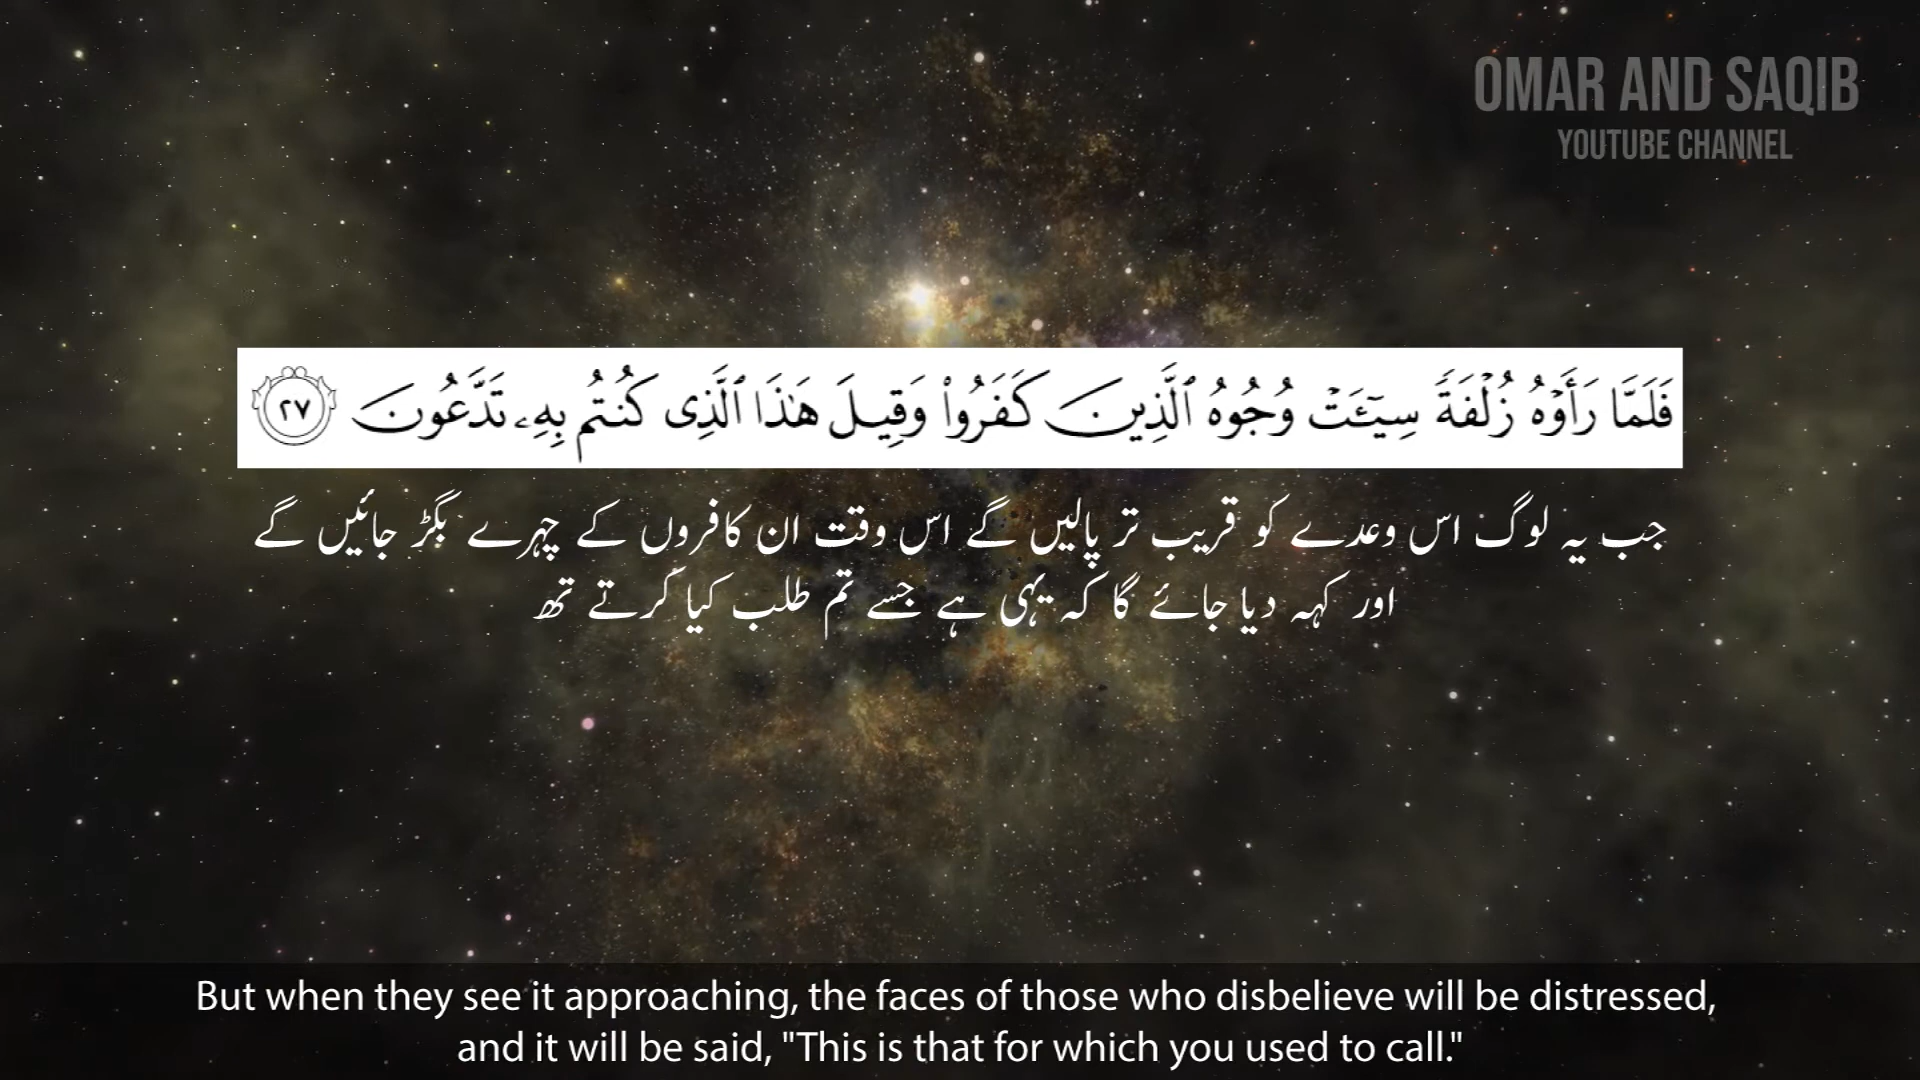 OMAR AND SAQIB
YOUTUBE CHANNEL
فَلَمَّا رَأَوْهُ زُلْفَةً سِيٓـَٔتْ وُجُوهُ ٱلَّذِينَ كَفَرُوا۟ وَقِيلَ هَـٰذَا ٱلَّذِى كُنتُم بِهِۦ تَدَّعُونَ ٢٧
جب یہ لوگ اس وعدے کو قریب تر پالیں گے اس وقت ان کافروں کے چہرے بگڑ جائیں گے
اور کہہ دیا جائے گا کہ یہی ہے جسے تم طلب کیا کرتے تھ
But when they see it approaching, the faces of those who disbelieve will be distressed,
and it will be said, "This is that for which you used to call."